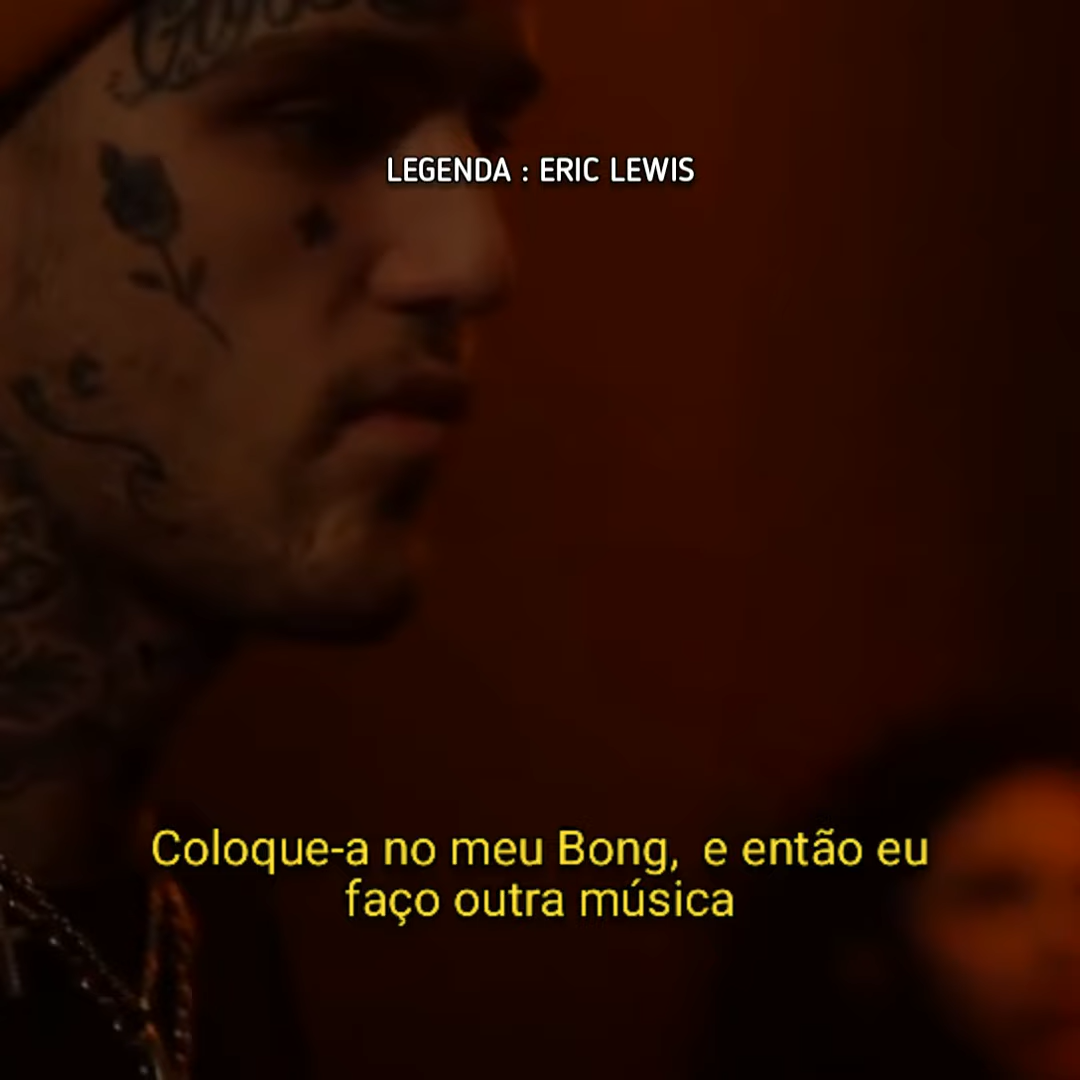 LEGENDA : ERIC LEWIS
Coloque-a no meu Bong, e então eu
faço outra música